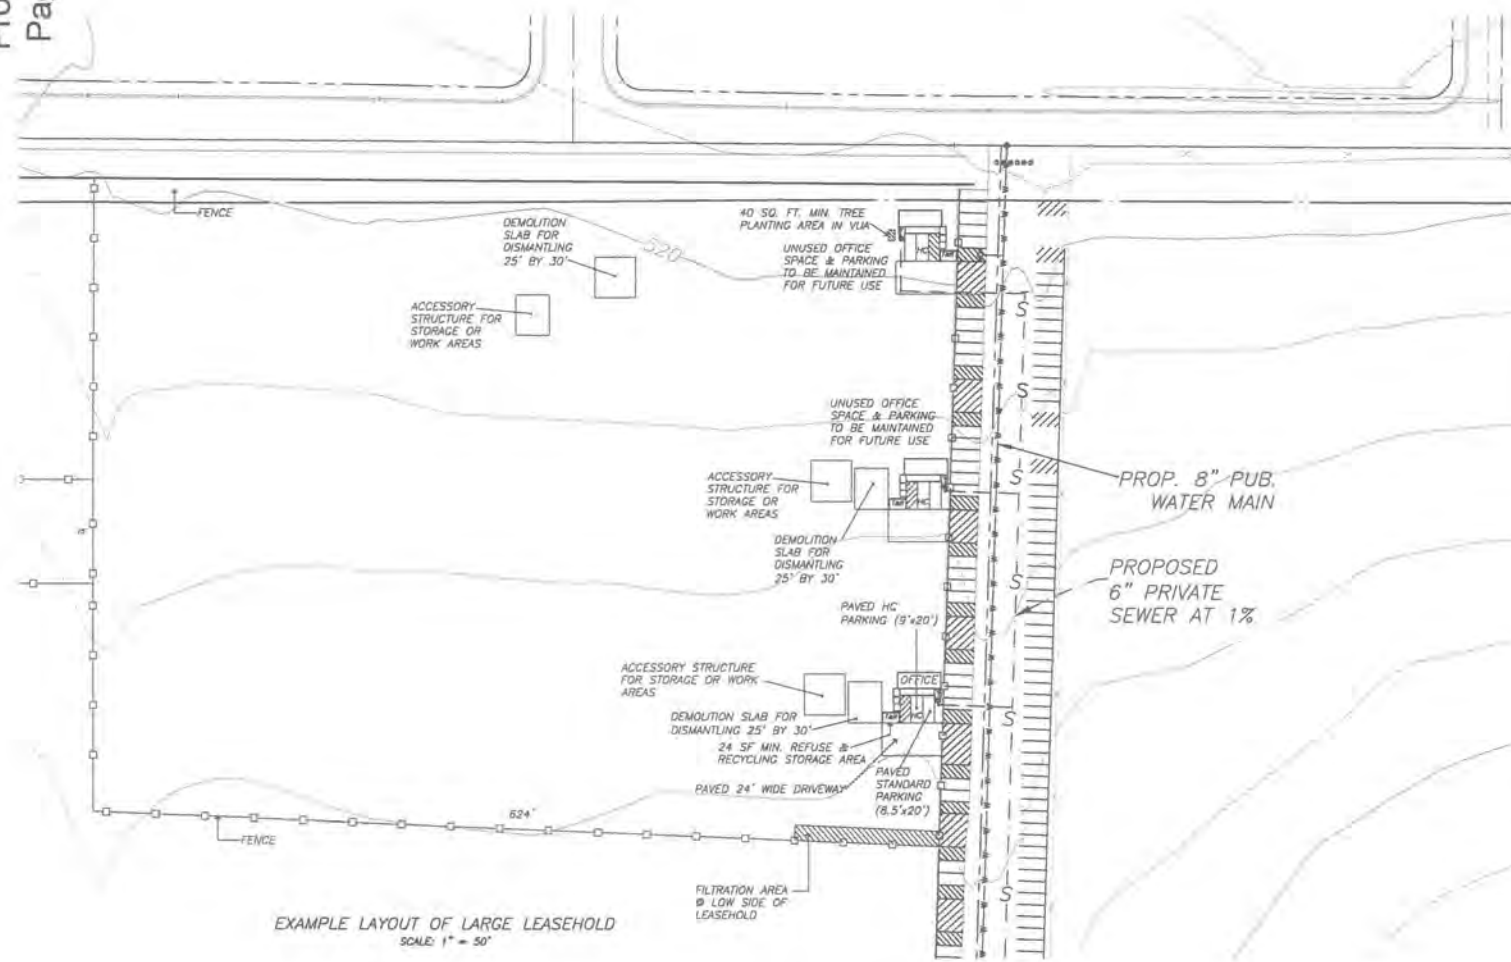 Pa
FENCE
DEMOLITION
SLAB FOR
DISMANTLING
25' BY 30'
520
40 SQ. FT. MIN. TREE
PLANTING AREA IN VUA
UNUSED OFFICE
SPACE & PARKING
TO BE MAINTAINED
FOR FUTURE USE
HC
ACCESSORY
STRUCTURE FOR
STORAGE OR
WORK AREAS
S
S
UNUSED OFFICE
SPACE & PARKING
TO BE MAINTAINED
FOR FUTURE USE
ACCESSORY
STRUCTURE FOR
STORAGE OR
WORK AREAS
HC
S
PROP. 8" PUB.
WATER MAIN
DEMOLITION
SLAB FOR
DISMANTLING
25' BY 30'
S
PROPOSED
6" PRIVATE
SEWER AT 1%
PAVED HC
PARKING (9'x20')
ACCESSORY STRUCTURE
FOR STORAGE OR WORK
AREAS
OFFICE
HC
DEMOLITION SLAB FOR
DISMANTLING 25' BY 30'
S
24 SF MIN. REFUSE &
RECYCLING STORAGE AREA
PAVED 24' WIDE DRIVEWAY
PAVED
STANDARD
PARKING
(8.5'x20')
624'
FENCE
FILTRATION AREA
@ LOW SIDE OF
LEASEHOLD
S
EXAMPLE LAYOUT OF LARGE LEASEHOLD
SCALE: 1" = 50'